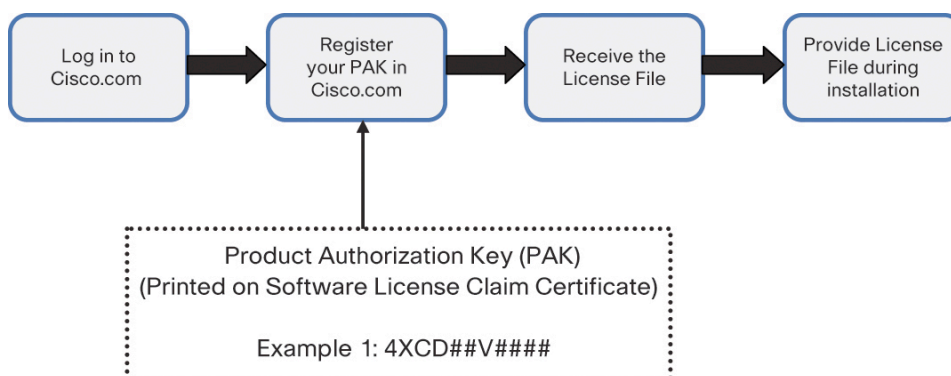 Log in to
Cisco.com
Register
your PAK in
Cisco.com
Receive the
License File
Provide License
File during
installation
Product Authorization Key (PAK)
(Printed on Software License Claim Certificate)
Example 1: 4XCD##V####